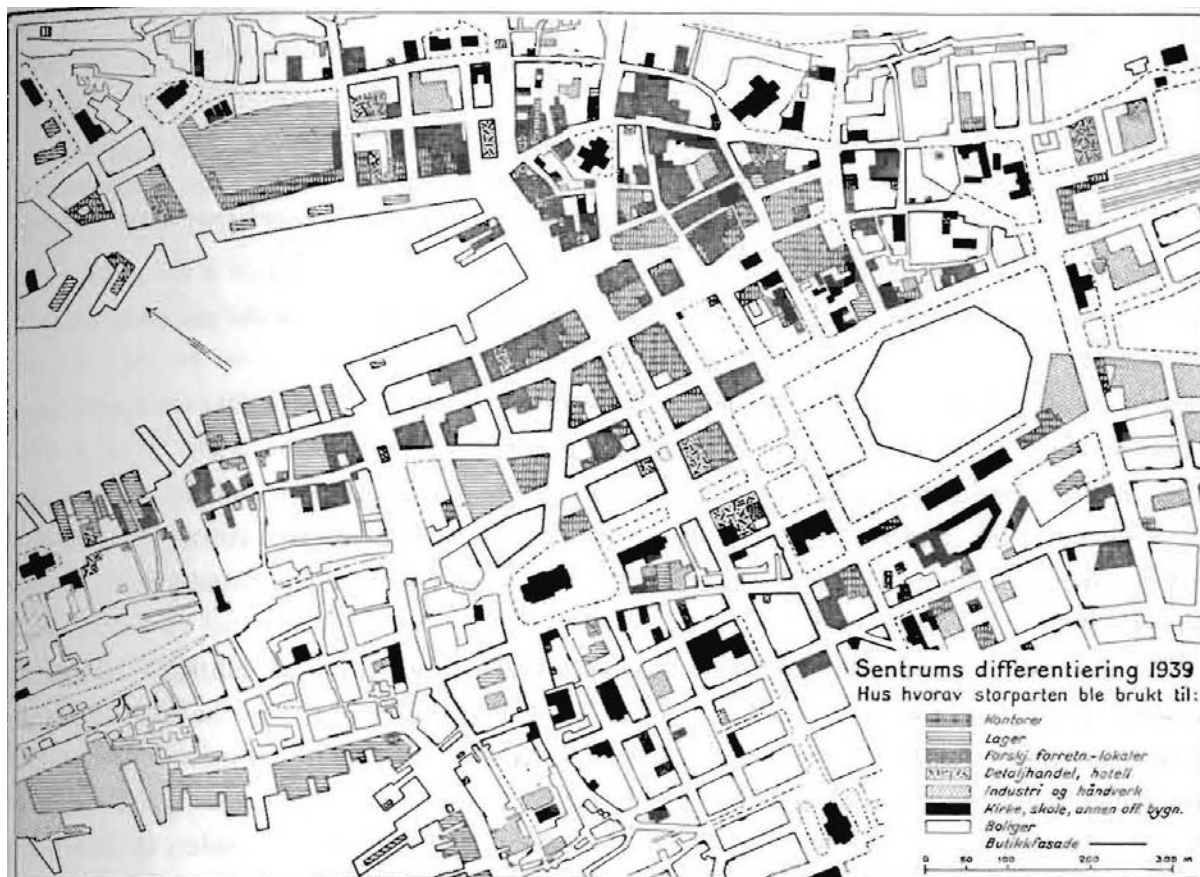 Sentrums differentiering 1939
Hus hvorav storparten ble brukt til:
Kontorer
Lager
Forskj. forretn.-lokaler
Detaljhandel, hotell
Industri og håndverk
Kirke, skole, annen off. bygn.
Boliger
Butikkfasade
0 50 100 200 300 m